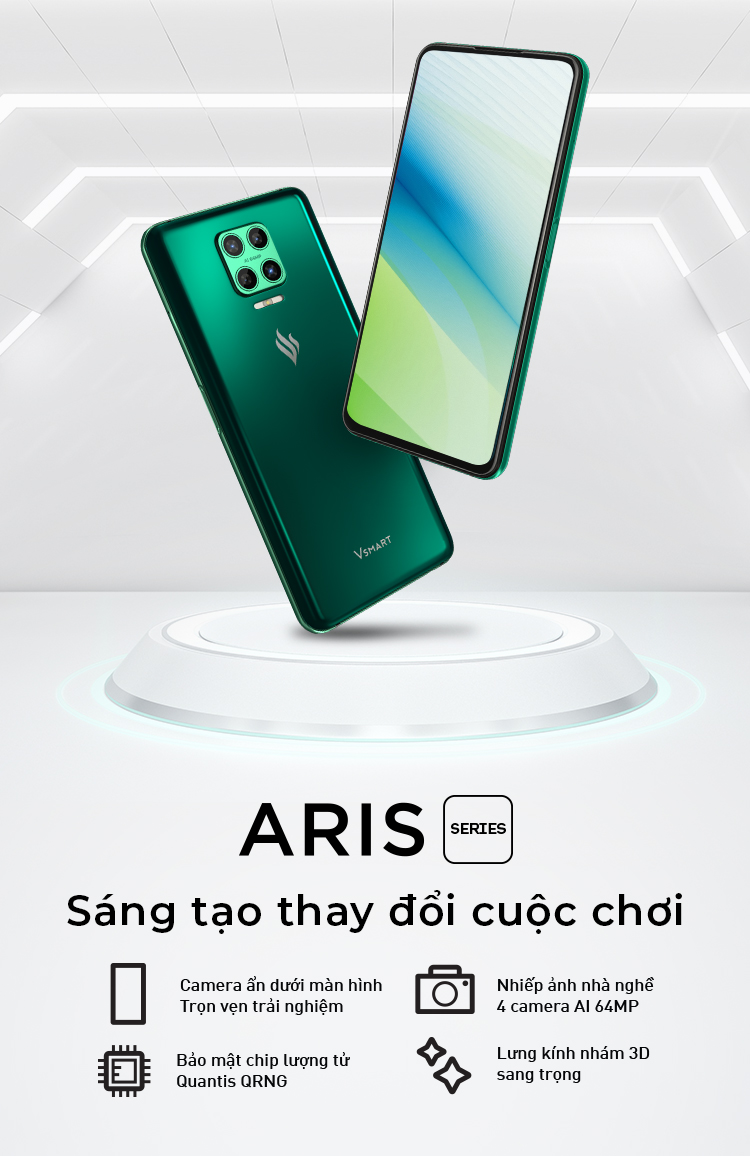 AI 64MP
VSMART
ARIS SERIES
Sáng tạo thay đổi cuộc chơi
Camera ẩn dưới màn hình
Trọn vẹn trải nghiệm
Nhiếp ảnh nhà nghề
4 camera AI 64MP
Bảo mật chip lượng tử
Quantis QRNG
Lưng kính nhám 3D
sang trọng